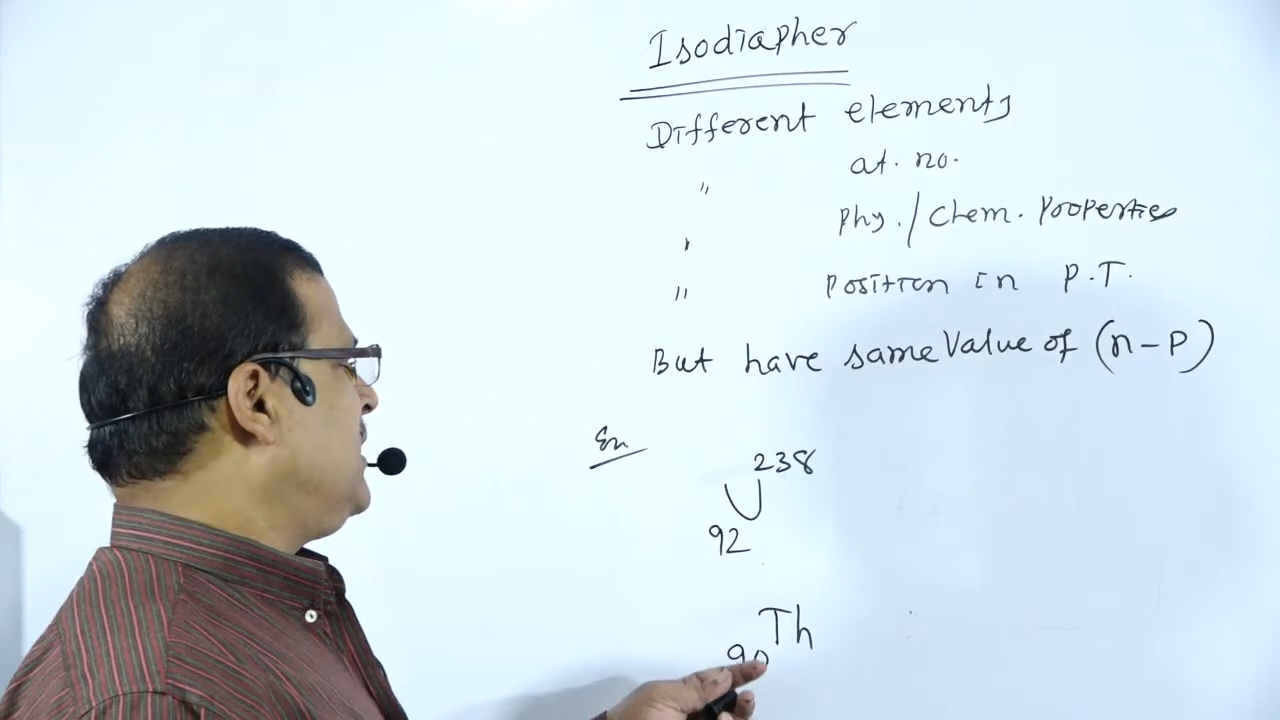 Isodiapher
Different elements
" at. no.
" Phy./Chem. Properties
" Position in P.T.
But have same Value of (n-P)
Ex
238
U
92
Th
90